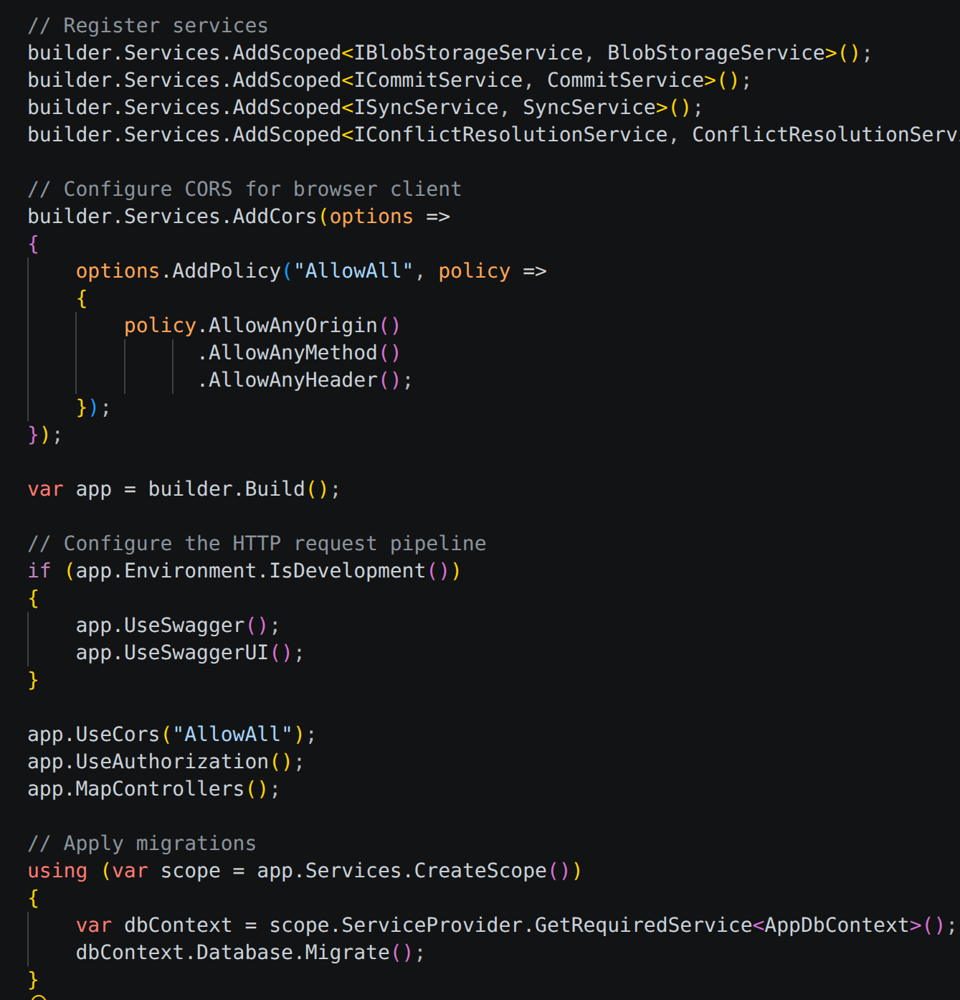 // Register services
builder.Services.AddScoped<IBlobStorageService, BlobStorageService>();
builder.Services.AddScoped<ICommitService, CommitService>();
builder.Services.AddScoped<ISyncService, SyncService>();
builder.Services.AddScoped<IConflictResolutionService, ConflictResolutionServ

// Configure CORS for browser client
builder.Services.AddCors(options =>
{
    options.AddPolicy("AllowAll", policy =>
    {
        policy.AllowAnyOrigin()
              .AllowAnyMethod()
              .AllowAnyHeader();
    });
});

var app = builder.Build();

// Configure the HTTP request pipeline
if (app.Environment.IsDevelopment())
{
    app.UseSwagger();
    app.UseSwaggerUI();
}

app.UseCors("AllowAll");
app.UseAuthorization();
app.MapControllers();

// Apply migrations
using (var scope = app.Services.CreateScope())
{
    var dbContext = scope.ServiceProvider.GetRequiredService<AppDbContext>();
    dbContext.Database.Migrate();
}